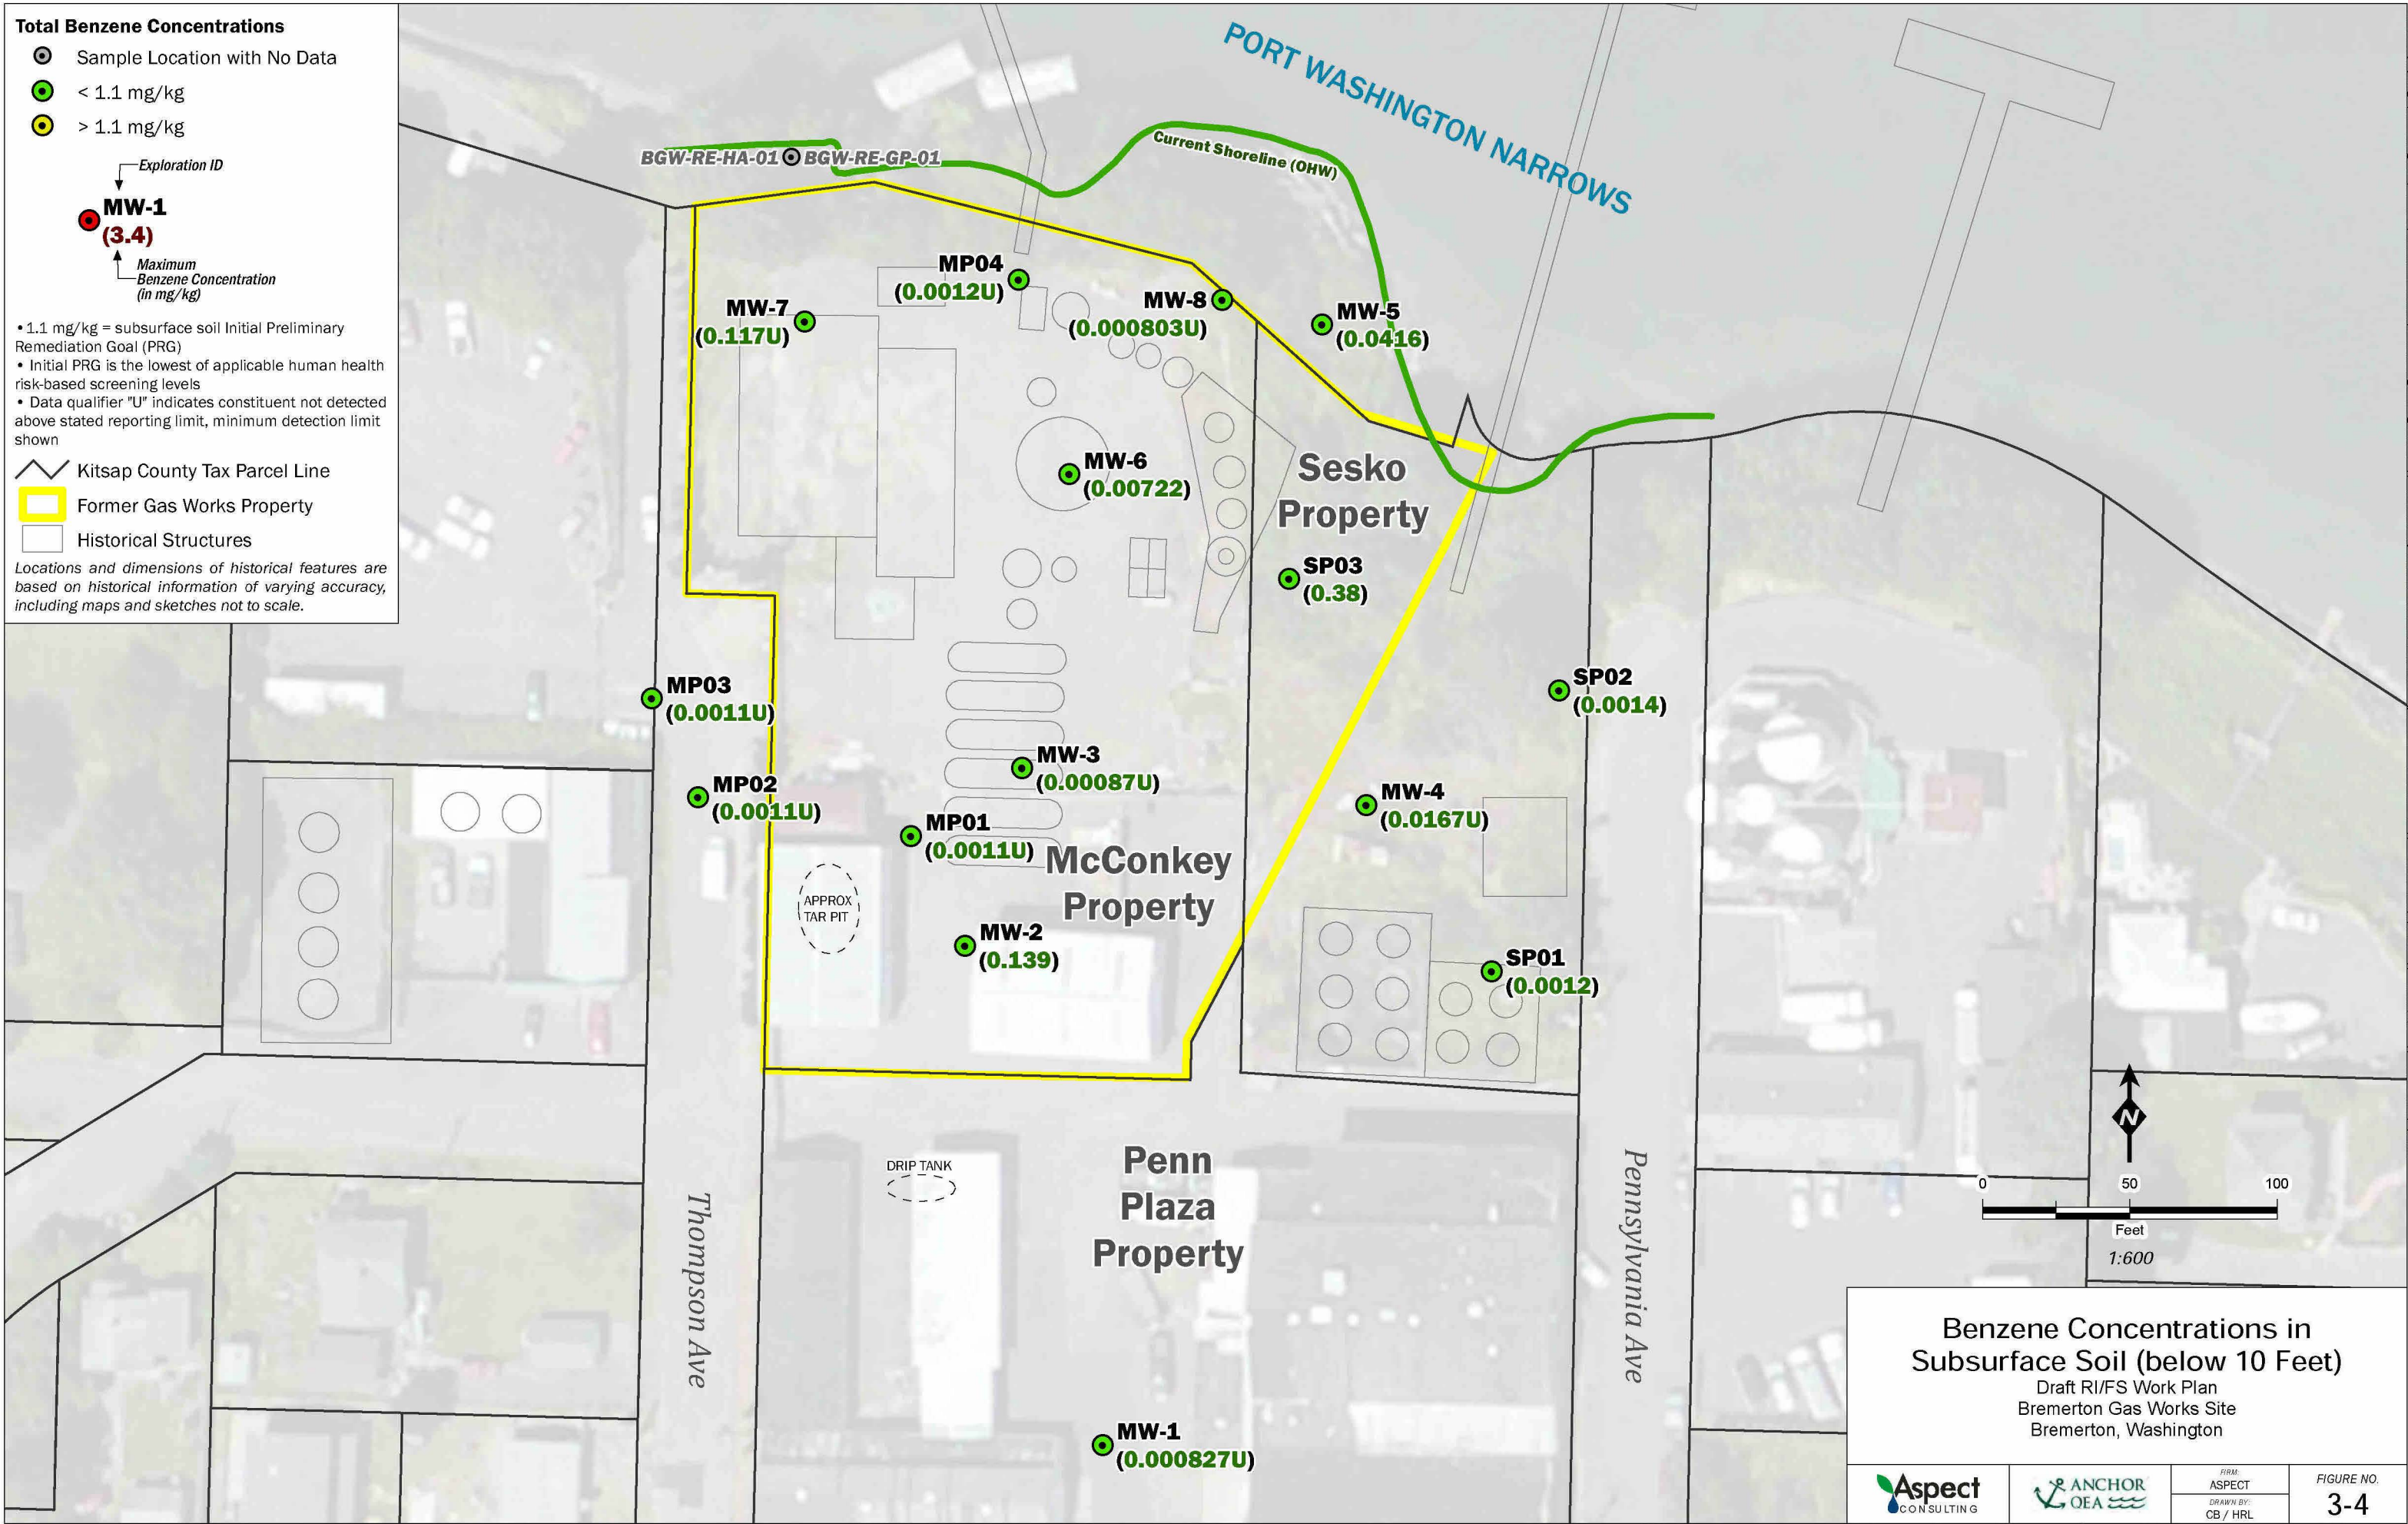 Total Benzene Concentrations
Sample Location with No Data
< 1.1 mg/kg
> 1.1 mg/kg
Exploration ID
MW-1
(3.4)
Maximum
Benzene Concentration
(in mg/kg)
• 1.1 mg/kg = subsurface soil Initial Preliminary
Remediation Goal (PRG)
• Initial PRG is the lowest of applicable human health
risk-based screening levels
• Data qualifier "U" indicates constituent not detected
above stated reporting limit, minimum detection limit
shown
Kitsap County Tax Parcel Line
Former Gas Works Property
Historical Structures
Locations and dimensions of historical features are
based on historical information of varying accuracy,
including maps and sketches not to scale.
PORT WASHINGTON NARROWS
Current Shoreline (OHW)
BGW-RE-HA-01
BGW-RE-GP-01
MP04
(0.0012U)
MW-7
(0.117U)
MW-8
(0.000803U)
MW-5
(0.0416)
MW-6
(0.00722)
Sesko
Property
SP03
(0.38)
MP03
(0.0011U)
SP02
(0.0014)
MW-3
(0.00087U)
MP02
(0.0011U)
MW-4
(0.0167U)
MP01
(0.0011U)
McConkey
Property
APPROX
TAR PIT
MW-2
(0.139)
SP01
(0.0012)
DRIP TANK
Penn
Plaza
Property
Thompson Ave
Pennsylvania Ave
MW-1
(0.000827U)
N
0 50 100
Feet
1:600
Benzene Concentrations in
Subsurface Soil (below 10 Feet)
Draft RI/FS Work Plan
Bremerton Gas Works Site
Bremerton, Washington
Aspect
CONSULTING
ANCHOR
QEA
FIRM:
ASPECT
DRAWN BY:
CB / HRL
FIGURE NO.
3-4